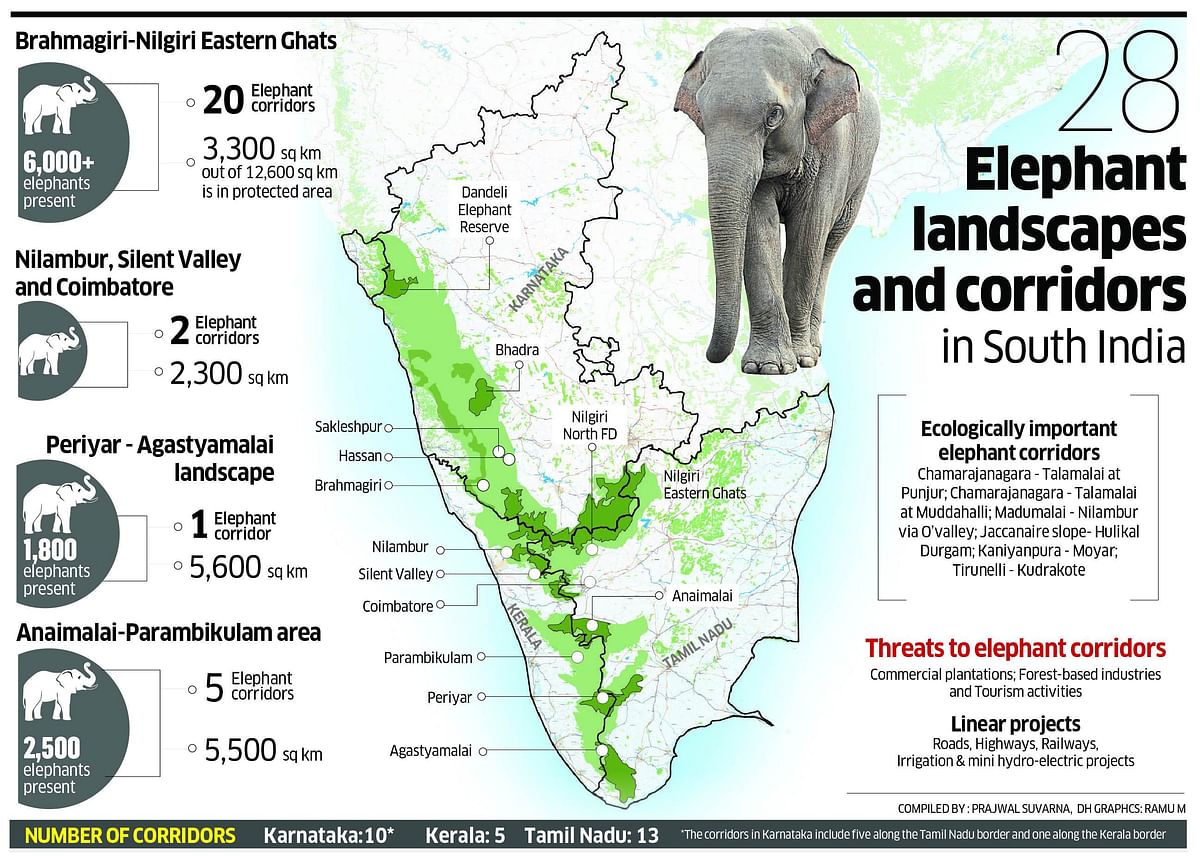 28
Elephant
landscapes
and corridors
in South India
Brahmagiri-Nilgiri Eastern Ghats
6,000+
elephants
present
20 Elephant
corridors
3,300 sq km
out of 12,600 sq km
is in protected area
Nilambur, Silent Valley
and Coimbatore
2 Elephant
corridors
2,300 sq km
Periyar - Agastyamalai
landscape
1,800
elephants
present
1 Elephant
corridor
5,600 sq km
Anaimalai-Parambikulam area
2,500
elephants
present
5 Elephant
corridors
5,500 sq km
Dandeli
Elephant
Reserve
KARNATAKA
Bhadra
Sakleshpur
Hassan
Brahmagiri
Nilgiri
North FD
Nilgiri
Eastern Ghats
Nilambur
Silent Valley
Coimbatore
Anaimalai
KERALA
TAMIL NADU
Parambikulam
Periyar
Agastyamalai
Ecologically important
elephant corridors
Chamarajanagara - Talamalai at
Punjur; Chamarajanagara - Talamalai
at Muddahalli; Madumalai - Nilambur
via O'valley; Jaccanaire slope- Hulikal
Durgam; Kaniyanpura - Moyar;
Tirunelli - Kudrakote
Threats to elephant corridors
Commercial plantations; Forest-based industries
and Tourism activities
Linear projects
Roads, Highways, Railways,
Irrigation & mini hydro-electric projects
COMPILED BY : PRAJWAL SUVARNA, DH GRAPHCS: RAMU M
NUMBER OF CORRIDORS Karnataka:10* Kerala: 5 Tamil Nadu: 13 *The corridors in Karnataka include five along the Tamil Nadu border and one along the Kerala border